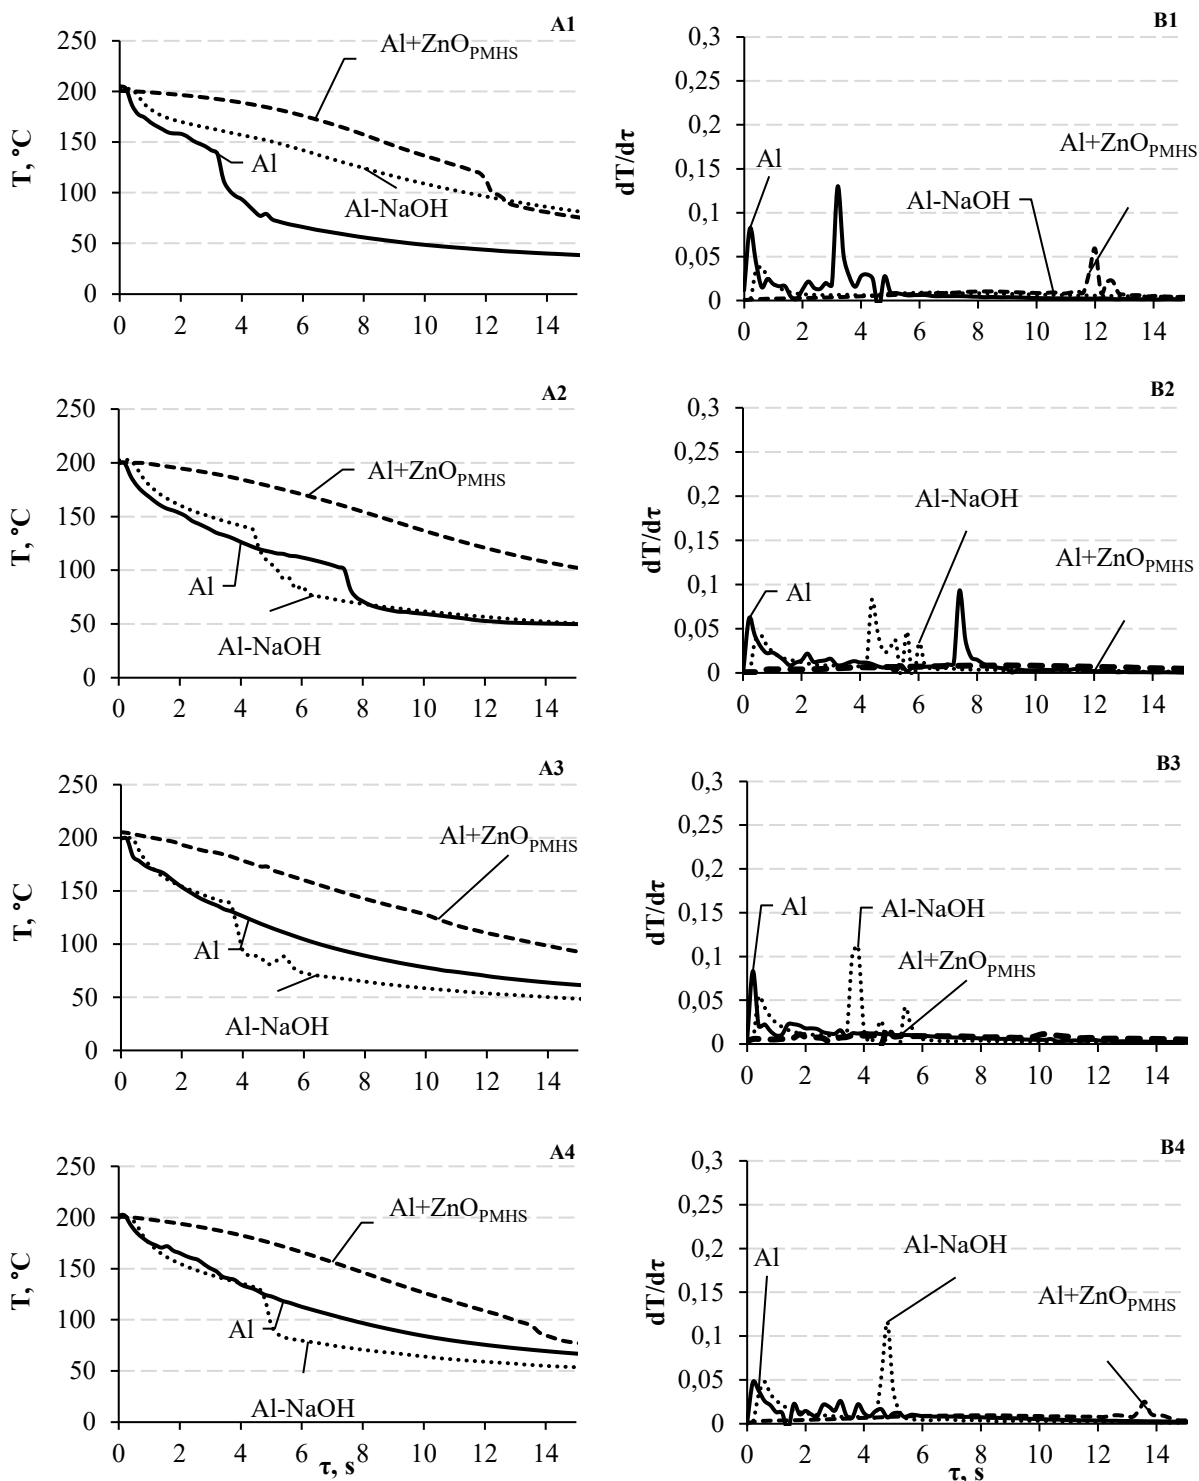 A1
250
200
150
100
50
0
T, °C
Al+ZnO_PMHS
Al
Al-NaOH
0 2 4 6 8 10 12 14
B1
0,3
0,25
0,2
0,15
0,1
0,05
0
dT/dτ
Al
Al+ZnO_PMHS
Al-NaOH
0 2 4 6 8 10 12 14
A2
250
200
150
100
50
0
T, °C
Al+ZnO_PMHS
Al
Al-NaOH
0 2 4 6 8 10 12 14
B2
0,3
0,25
0,2
0,15
0,1
0,05
0
dT/dτ
Al-NaOH
Al+ZnO_PMHS
Al
0 2 4 6 8 10 12 14
A3
250
200
150
100
50
0
T, °C
Al+ZnO_PMHS
Al
Al-NaOH
0 2 4 6 8 10 12 14
B3
0,3
0,25
0,2
0,15
0,1
0,05
0
dT/dτ
Al
Al-NaOH
Al+ZnO_PMHS
0 2 4 6 8 10 12 14
A4
250
200
150
100
50
0
T, °C
Al+ZnO_PMHS
Al
Al-NaOH
0 2 4 6 8 10 12 14
τ, s
B4
0,3
0,25
0,2
0,15
0,1
0,05
0
dT/dτ
Al-NaOH
Al
Al+ZnO_PMHS
0 2 4 6 8 10 12 14
τ, s